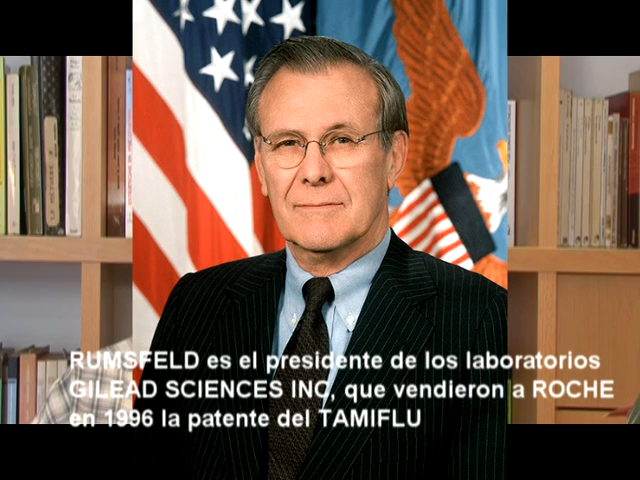 RUMSFELD es el presidente de los laboratorios
GILEAD SCIENCES INC, que vendieron a ROCHE
en 1996 la patente del TAMIFLU